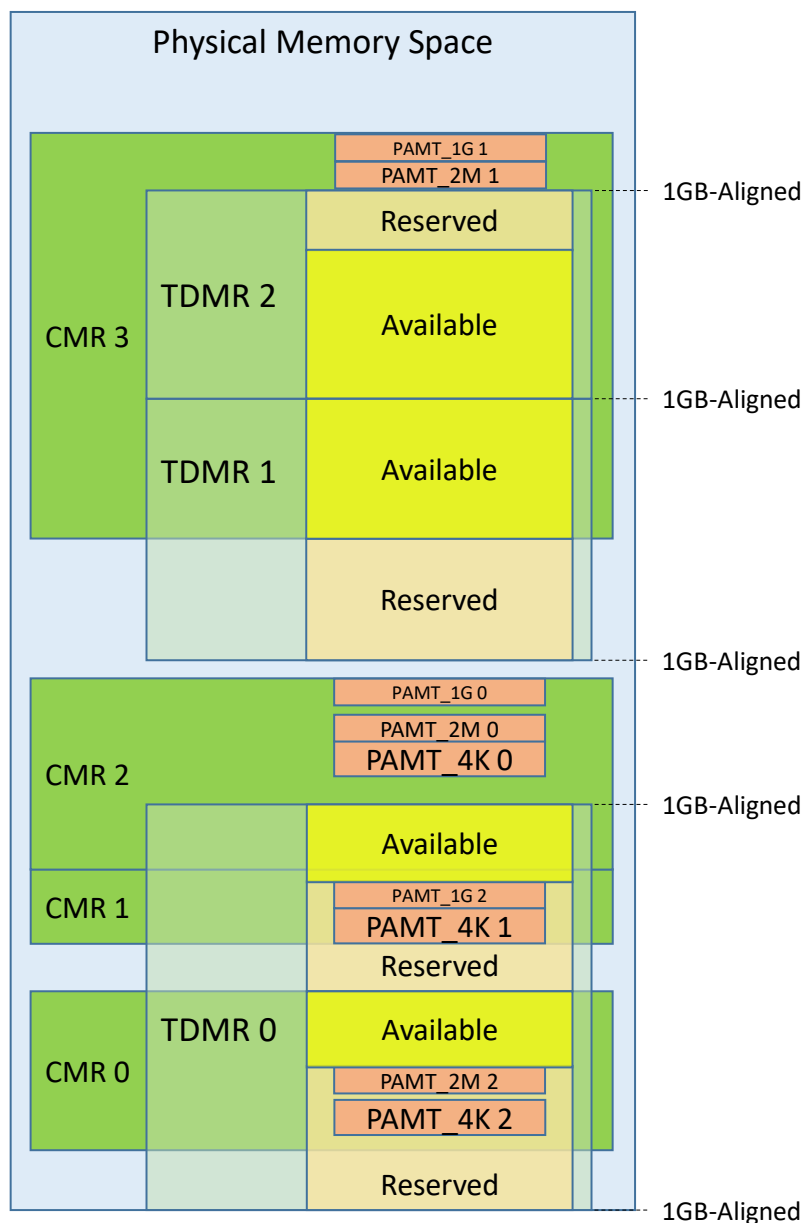 Physical Memory Space
PAMT_1G 1
PAMT_2M 1
1GB-Aligned
Reserved
TDMR 2
Available
CMR 3
1GB-Aligned
TDMR 1
Available
Reserved
1GB-Aligned
PAMT_1G 0
PAMT_2M 0
PAMT_4K 0
CMR 2
1GB-Aligned
Available
PAMT_1G 2
CMR 1
PAMT_4K 1
Reserved
TDMR 0
Available
CMR 0
PAMT_2M 2
PAMT_4K 2
Reserved
1GB-Aligned